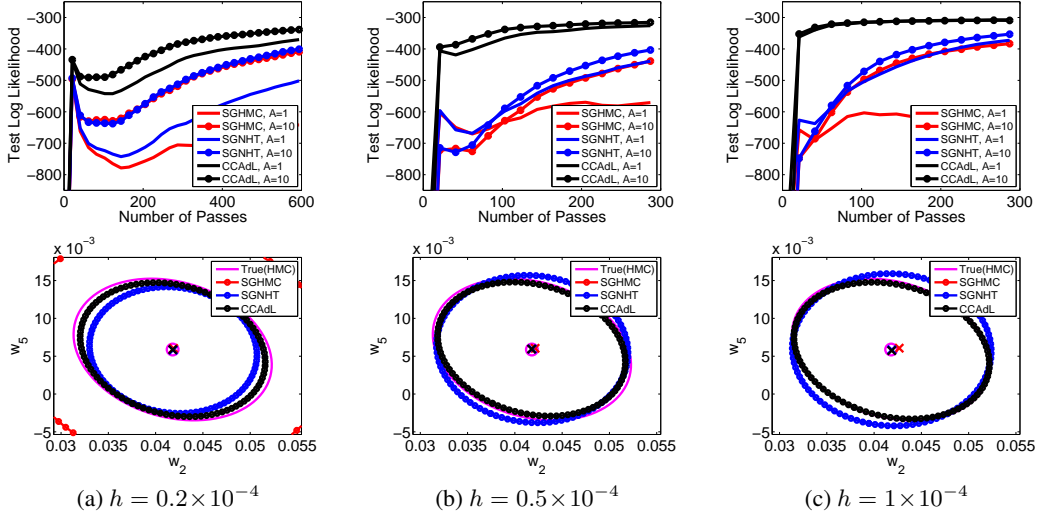 −300
−400
−500
−600
−700
−800
0
200
400
600
Test Log Likelihood
Number of Passes
SGHMC, A=1
SGHMC, A=10
SGNHT, A=1
SGNHT, A=10
CCAdL, A=1
CCAdL, A=10
−300
−400
−500
−600
−700
−800
0
100
200
300
Test Log Likelihood
Number of Passes
SGHMC, A=1
SGHMC, A=10
SGNHT, A=1
SGNHT, A=10
CCAdL, A=1
CCAdL, A=10
−300
−400
−500
−600
−700
−800
0
100
200
300
Test Log Likelihood
Number of Passes
SGHMC, A=1
SGHMC, A=10
SGNHT, A=1
SGNHT, A=10
CCAdL, A=1
CCAdL, A=10
x 10⁻³
15
10
5
0
−5
0.03
0.035
0.04
0.045
0.05
0.055
w₅
w₂
True(HMC)
SGHMC
SGNHT
CCAdL
x 10⁻³
15
10
5
0
−5
0.03
0.035
0.04
0.045
0.05
0.055
w₅
w₂
True(HMC)
SGHMC
SGNHT
CCAdL
x 10⁻³
15
10
5
0
−5
0.03
0.035
0.04
0.045
0.05
0.055
w₅
w₂
True(HMC)
SGHMC
SGNHT
CCAdL
(a) h = 0.2×10⁻⁴
(b) h = 0.5×10⁻⁴
(c) h = 1×10⁻⁴